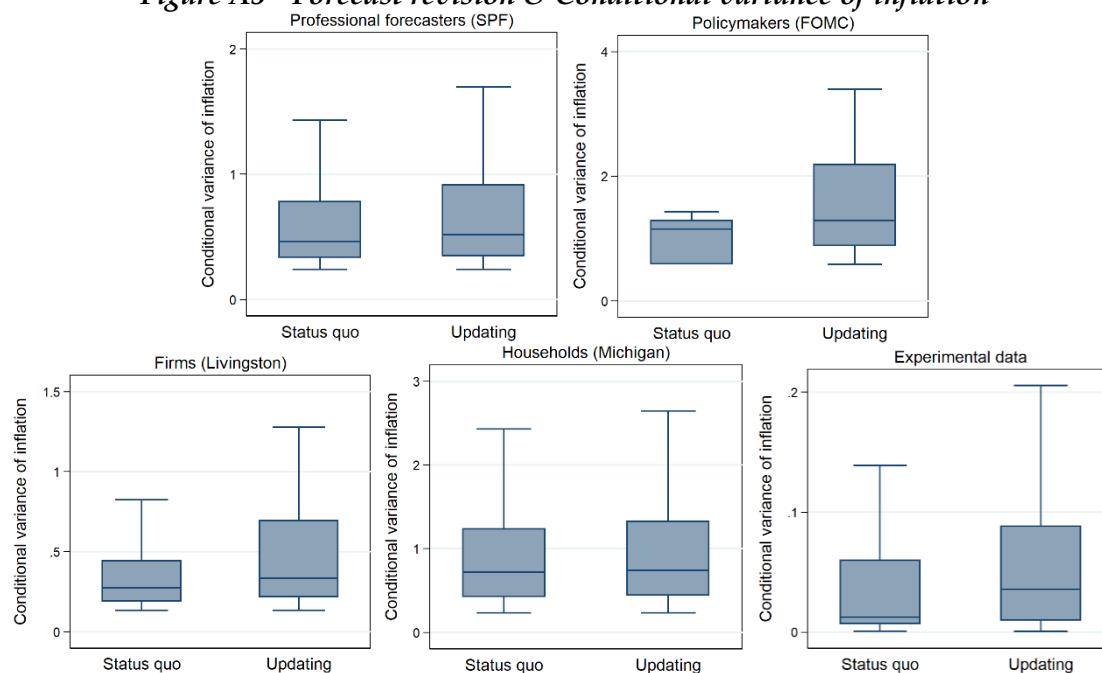 Figure Forecast revision & Conditional variance of inflation
Professional forecasters (SPF)
Conditional variance of inflation
2
1
0
Status quo Updating
Policymakers (FOMC)
Conditional variance of inflation
4
2
0
Status quo Updating
Firms (Livingston)
Conditional variance of inflation
1.5
1
.5
0
Status quo Updating
Households (Michigan)
Conditional variance of inflation
3
2
1
0
Status quo Updating
Experimental data
Conditional variance of inflation
.2
.1
0
Status quo Updating